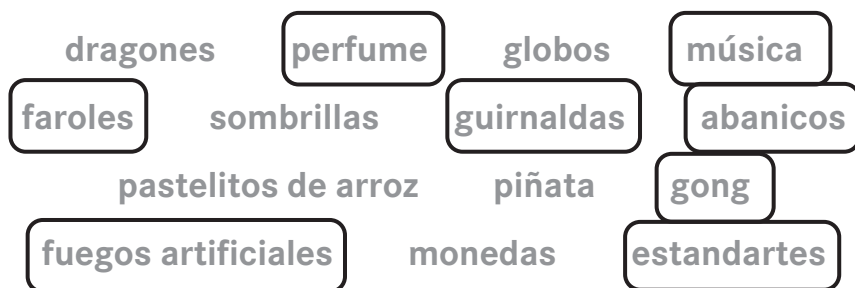 dragones perfume globos música
faroles sombrillas guirnaldas abanicos
pastelitos de arroz piñata gong
fuegos artificiales monedas estandartes